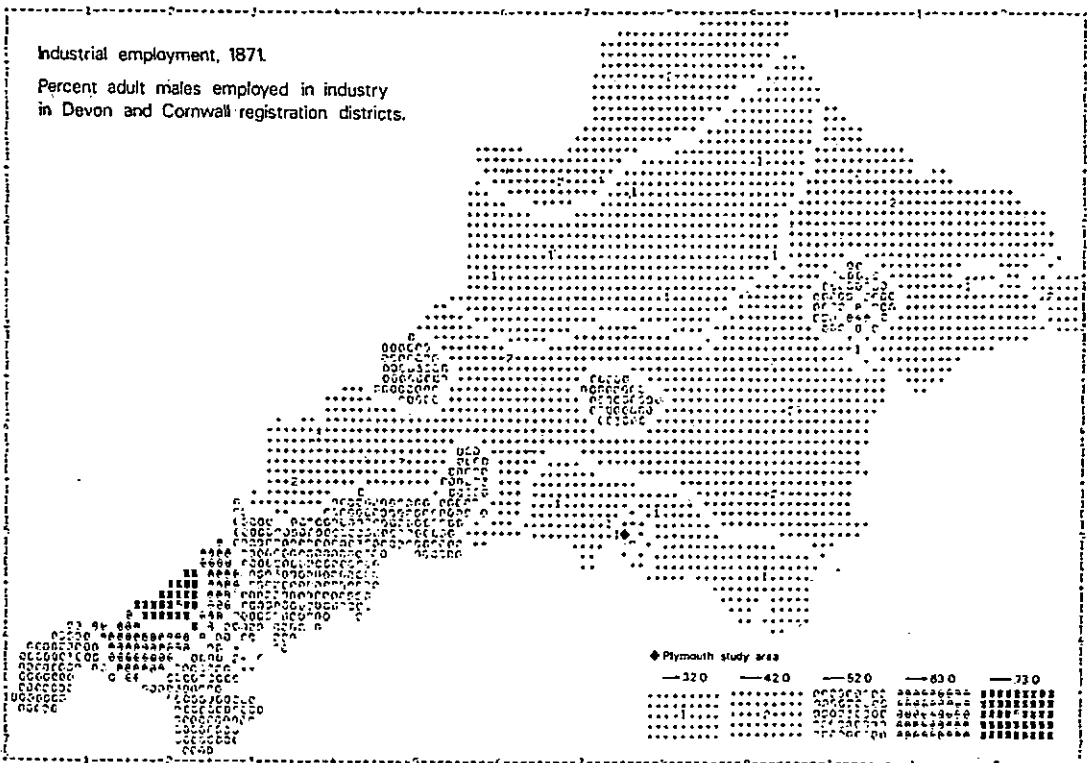 Industrial employment, 1871.
Percent adult males employed in industry
in Devon and Cornwall registration districts.
◆ Plymouth study area
—32.0 —42.0 —52.0 —63.0 —73.0